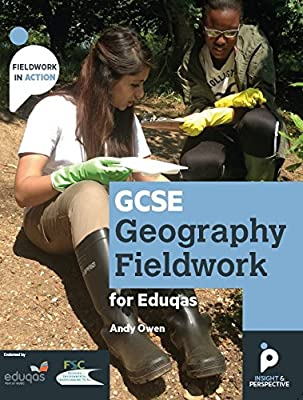 FIELDWORK
IN ACTION
GCSE
Geography
Fieldwork
for Eduqas
Andy Owen
Endorsed by
eduqas
FSC
INSIGHT &
PERSPECTIVE